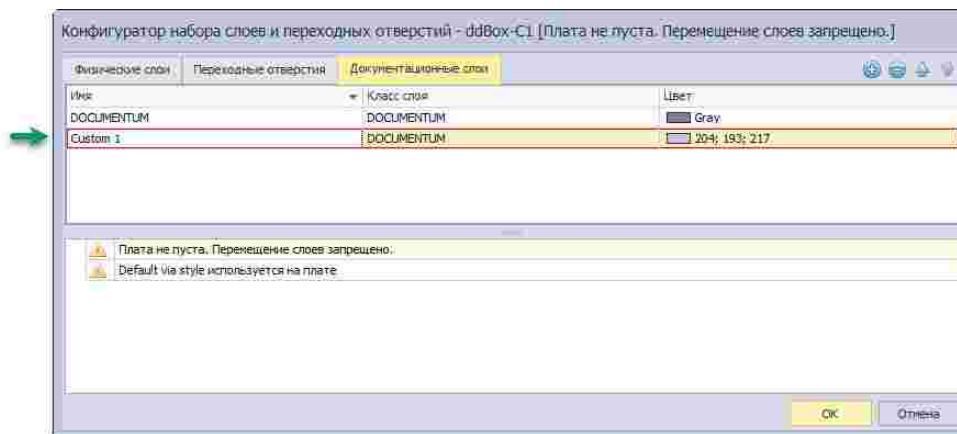 Конфигуратор набора слоев и переходных отверстий - ddBox-C1 [Плата не пуста. Перемещение слоев запрещено.]
Физические слои Переходные отверстия Документационные слои
Имя Класс слоя Цвет
DOCUMENTUM DOCUMENTUM Gray
Custom 1 DOCUMENTUM 204; 193; 217
Плата не пуста. Перемещение слоев запрещено.
Default via style используется на плате
OK Отмена